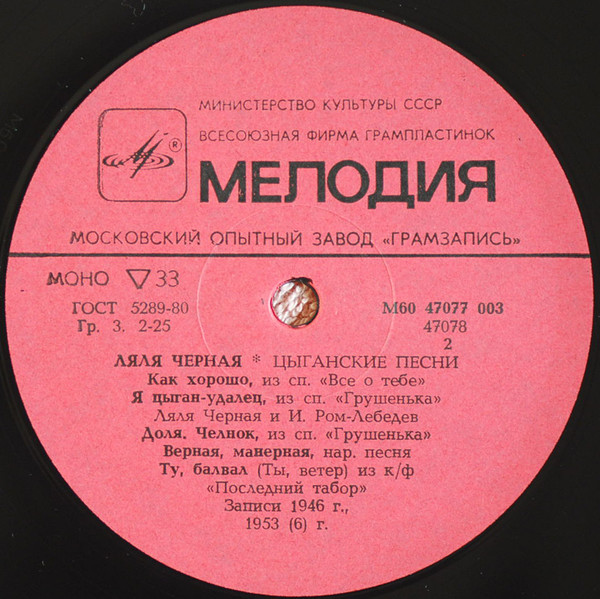 МИНИСТЕРСТВО КУЛЬТУРЫ СССР
ВСЕСОЮЗНАЯ ФИРМА ГРАМПЛАСТИНОК
®
МЕЛОДИЯ
МОСКОВСКИЙ ОПЫТНЫЙ ЗАВОД «ГРАМЗАПИСЬ»
МОНО ▽ 33
ГОСТ 5289-80
Гр. 3. 2-25
М60 47077 003
47078
2
ЛЯЛЯ ЧЕРНАЯ * ЦЫГАНСКИЕ ПЕСНИ
Как хорошо, из сп. «Все о тебе»
Я цыган-удалец, из сп. «Грушенька»
Ляля Черная и И. Ром-Лебедев
Доля. Челнок, из сп. «Грушенька»
Верная, манерная, нар. песня
Ту, балвал (Ты, ветер) из к/ф
«Последний табор»
Записи 1946 г.,
1953 (6) г.